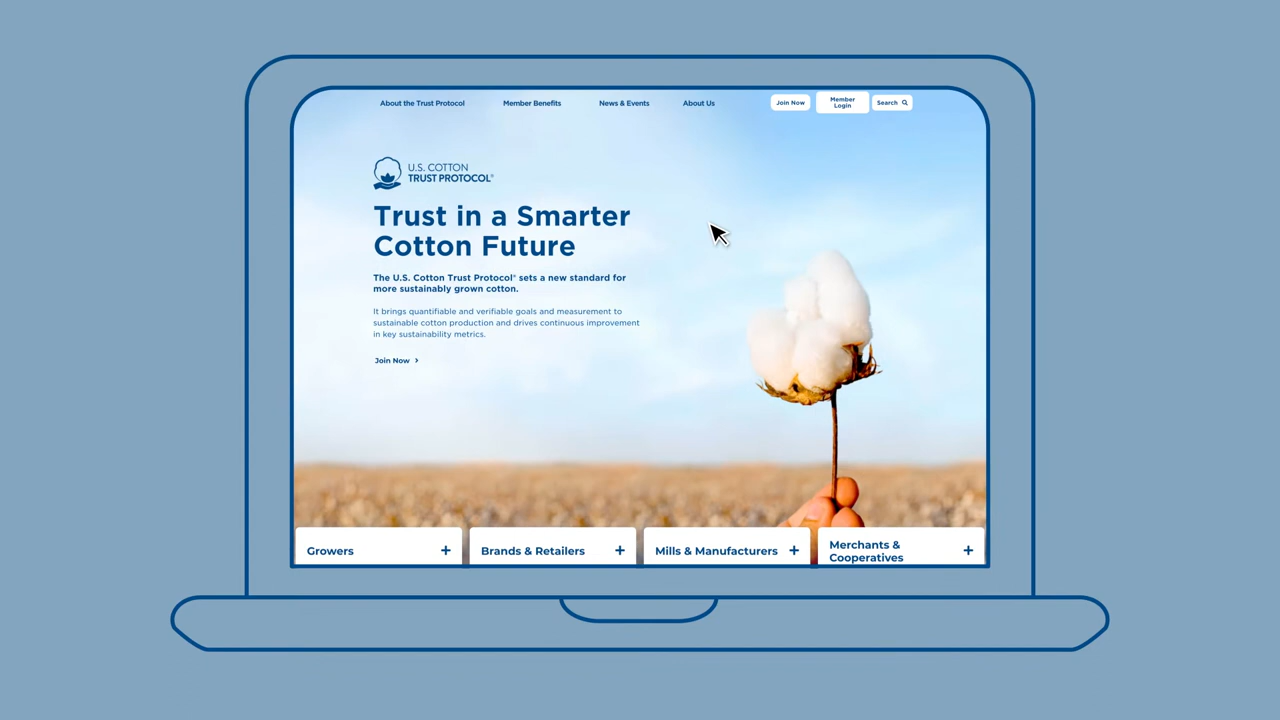 About the Trust Protocol
Member Benefits
News & Events
About Us
Join Now
Member
Login
Search
U.S. COTTON
TRUST PROTOCOL®
Trust in a Smarter
Cotton Future
The U.S. Cotton Trust Protocol® sets a new standard for
more sustainably grown cotton.
It brings quantifiable and verifiable goals and measurement to
sustainable cotton production and drives continuous improvement
in key sustainability metrics.
Join Now >
Growers +
Brands & Retailers +
Mills & Manufacturers +
Merchants &
Cooperatives +